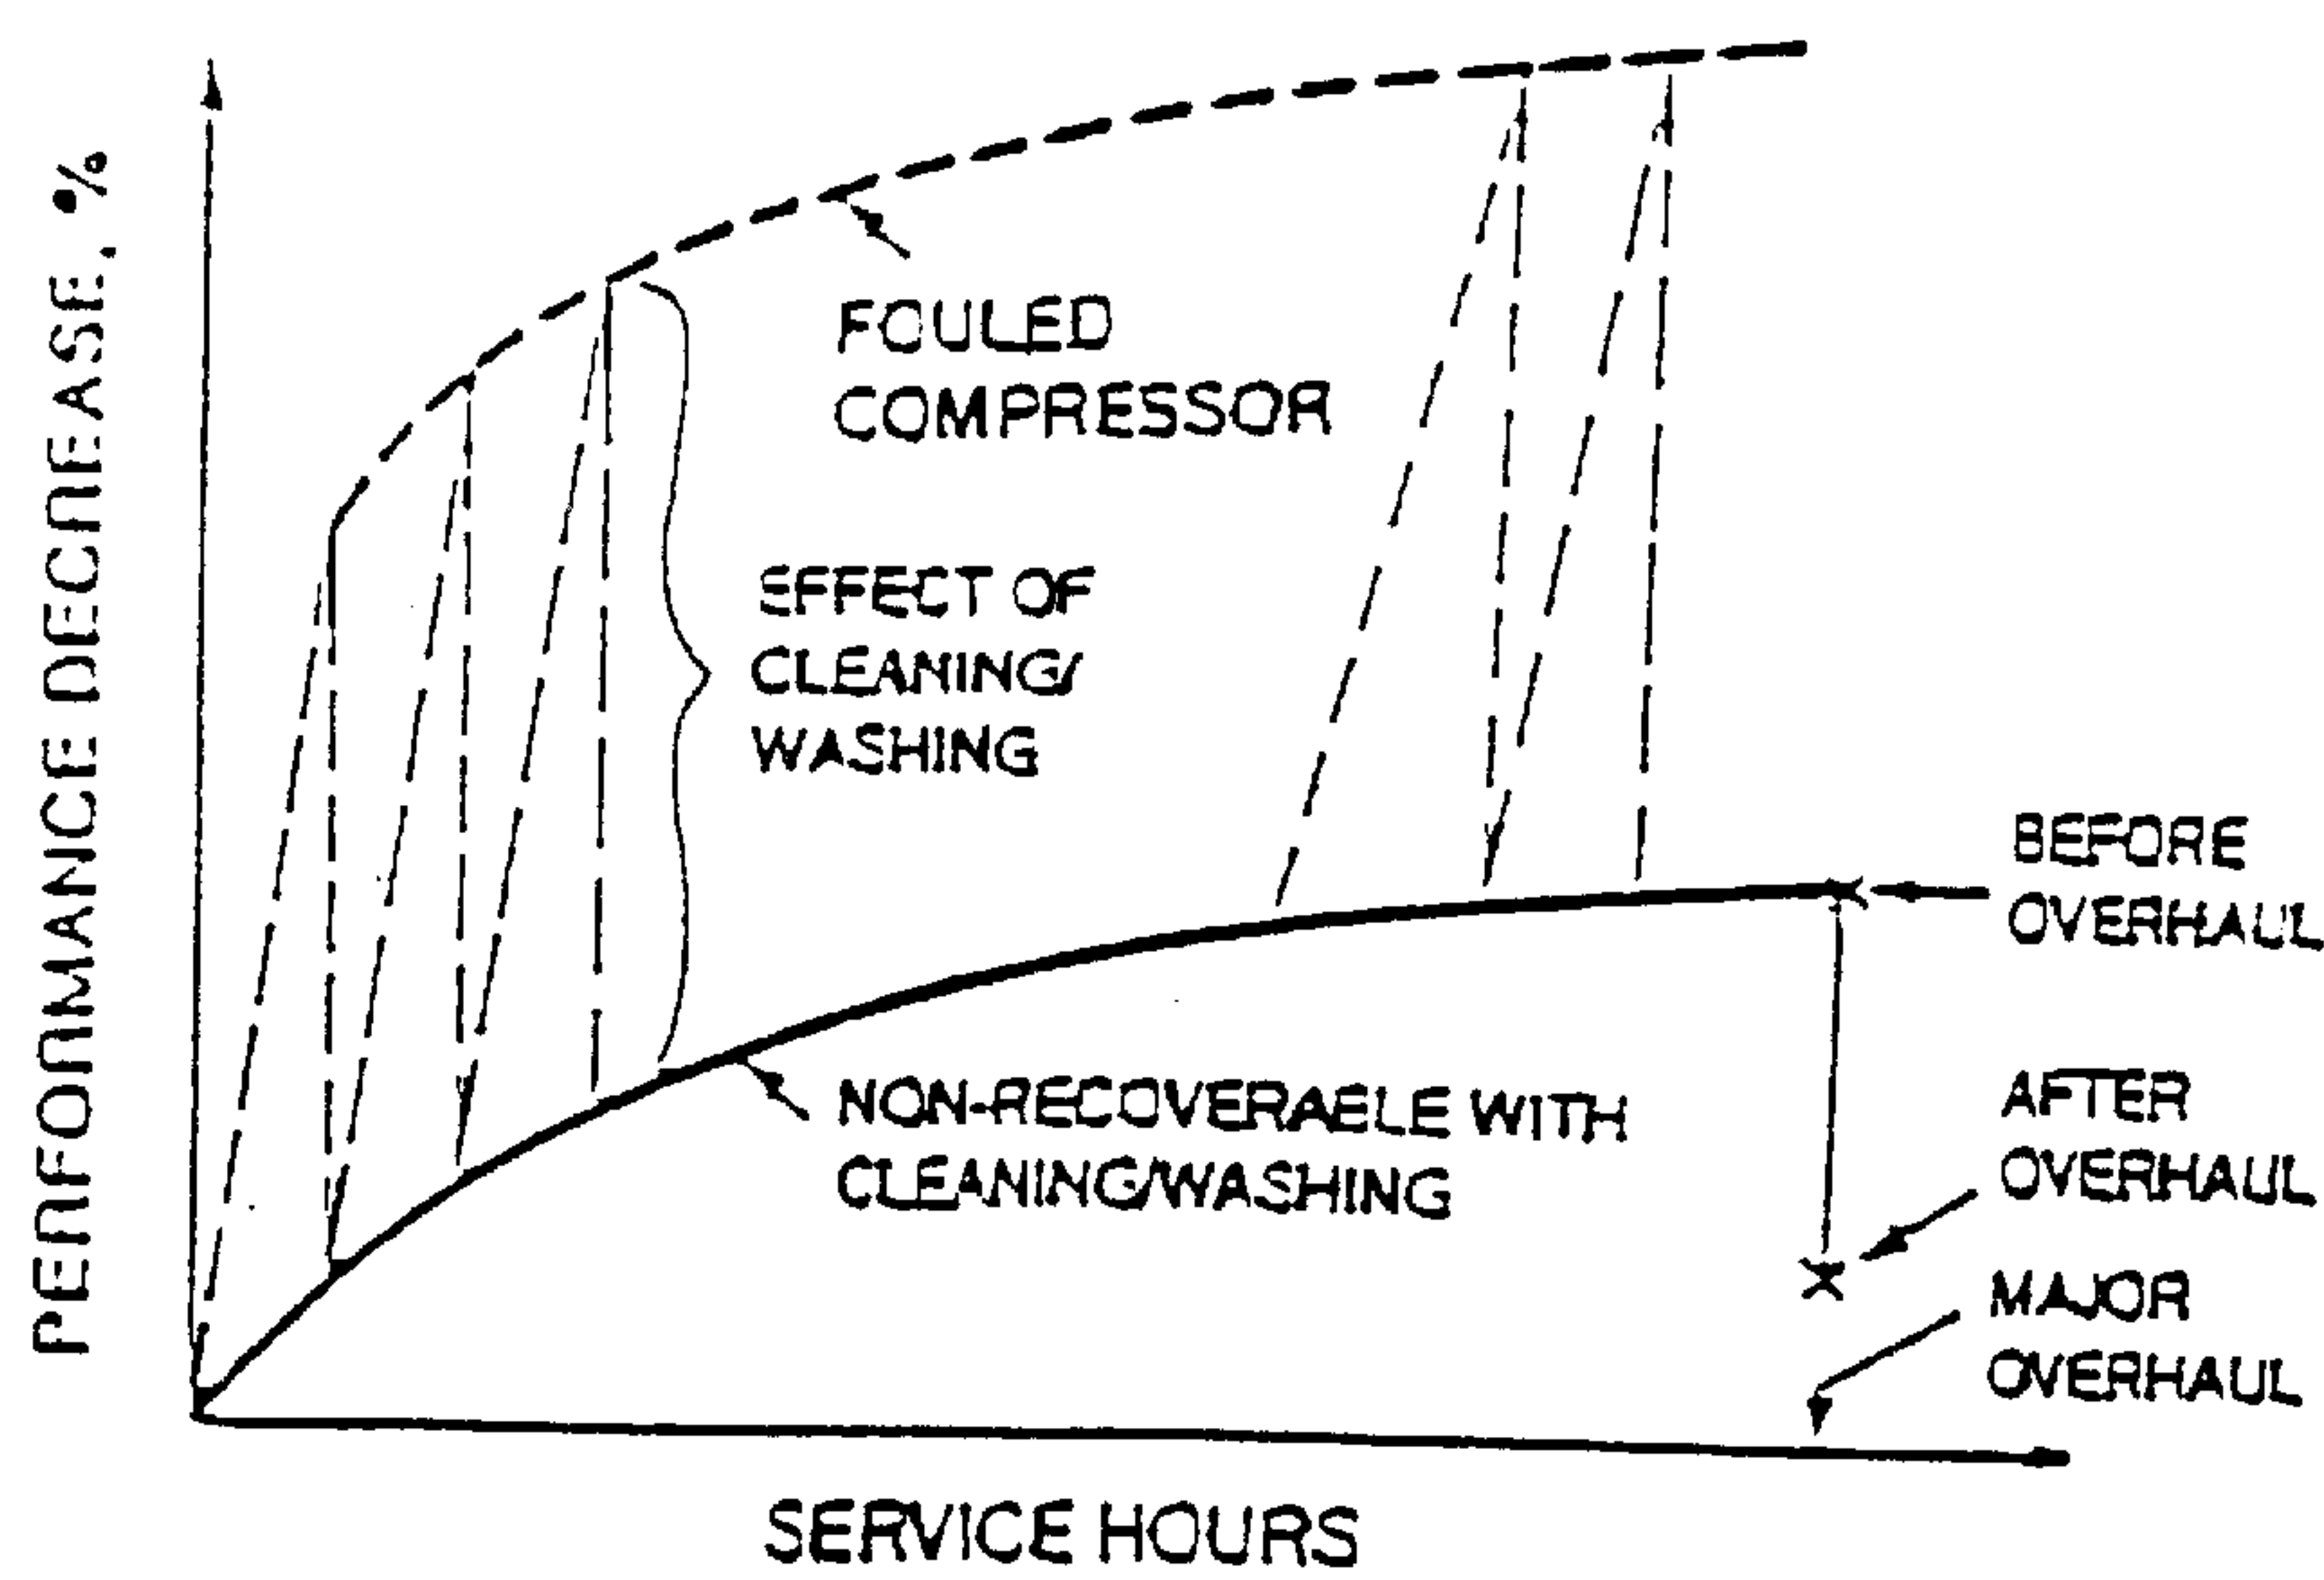 PERFORMANCE DECREASE, %
FOULED
COMPRESSOR
EFFECT OF
CLEANING/
WASHING
BEFORE
OVERHAUL
NON-RECOVERABLE WITH
CLEANING/WASHING
AFTER
OVERHAUL
MAJOR
OVERHAUL
SERVICE HOURS